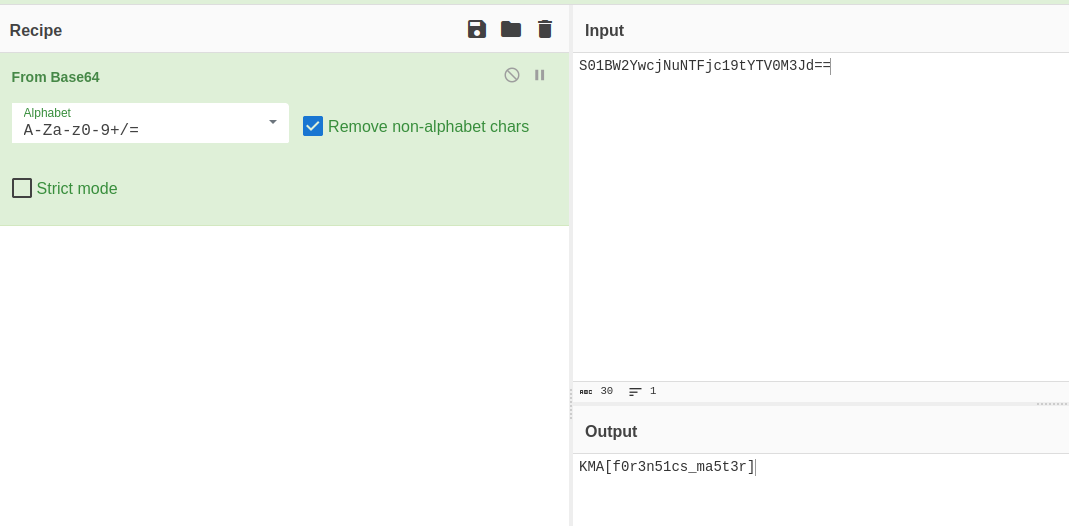 Recipe
From Base64
Alphabet
A-Za-z0-9+/=
Remove non-alphabet chars
Strict mode
Input
S01BW2YwcjNuNTFjc19tYTV0M3Jd==
ABC 30 1
Output
KMA[f0r3n51cs_ma5t3r]